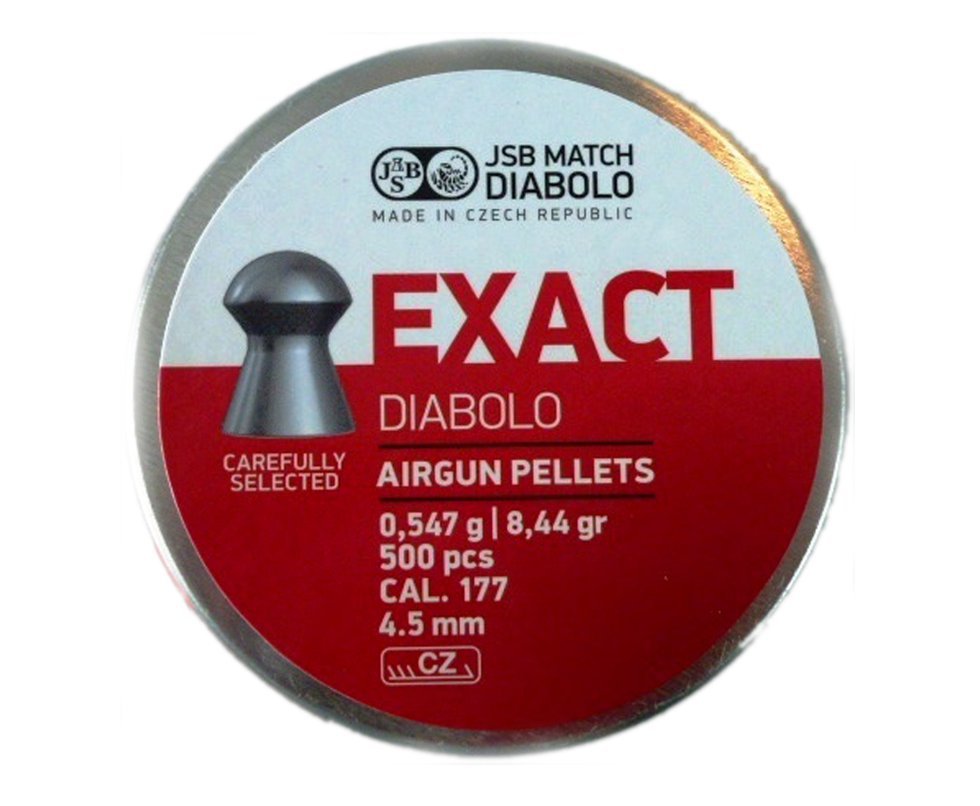 JASB
JSB MATCH
DIABOLO
MADE IN CZECH REPUBLIC
EXACT
DIABOLO
CAREFULLY
SELECTED
AIRGUN PELLETS
0,547 g | 8,44 gr
500 pcs
CAL. 177
4.5 mm
CZ